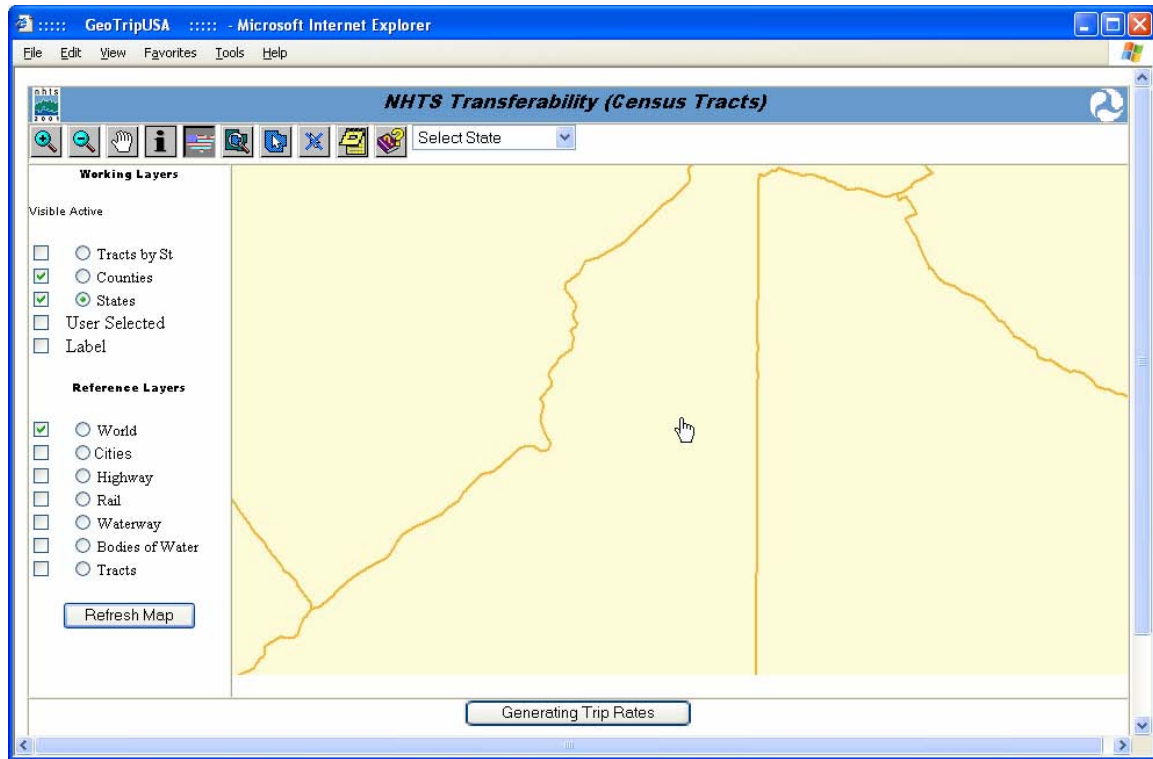 ::::: GeoTripUSA ::::: - Microsoft Internet Explorer
File Edit View Favorites Tools Help
nhts
2001
NHTS Transferability (Census Tracts)
Select State
Working Layers
Visible Active
Tracts by St
Counties
States
User Selected
Label
Reference Layers
World
Cities
Highway
Rail
Waterway
Bodies of Water
Tracts
Refresh Map
Generating Trip Rates